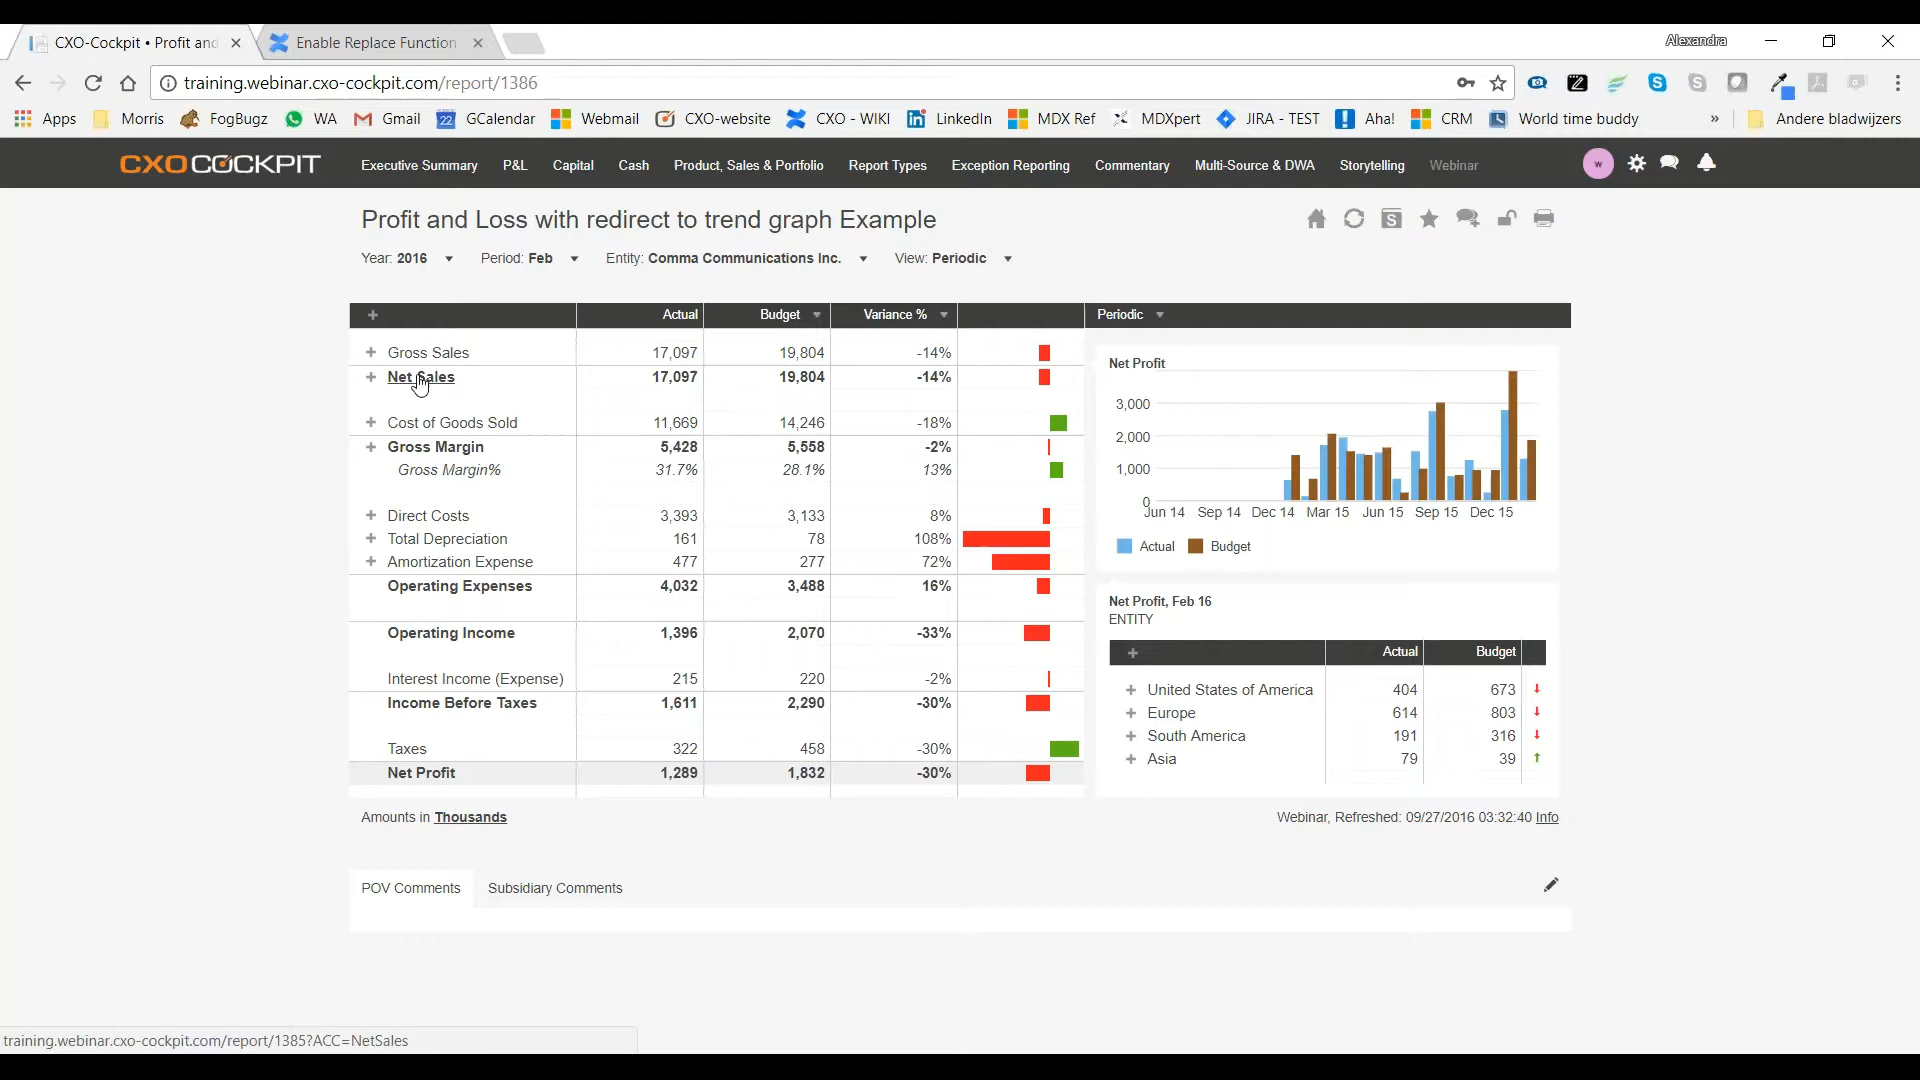 CXO-Cockpit • Profit and
Enable Replace Function
Alexandra
training.webinar.cxo-cockpit.com/report/1386
Apps Morris FogBugz WA Gmail 22 GCalendar Webmail CXO-website CXO - WIKI LinkedIn MDX Ref MDXpert JIRA - TEST Aha! CRM World time buddy » Andere bladwijzers
CXOCOCKPIT Executive Summary P&L Capital Cash Product, Sales & Portfolio Report Types Exception Reporting Commentary Multi-Source & DWA Storytelling Webinar w
Profit and Loss with redirect to trend graph Example
Year: 2016 Period: Feb Entity: Comma Communications Inc. View: Periodic
Actual Budget Variance %
Gross Sales 17,097 19,804 -14%
Net Sales 17,097 19,804 -14%
Cost of Goods Sold 11,669 14,246 -18%
Gross Margin 5,428 5,558 -2%
Gross Margin% 31.7% 28.1% 13%
Direct Costs 3,393 3,133 8%
Total Depreciation 161 78 108%
Amortization Expense 477 277 72%
Operating Expenses 4,032 3,488 16%
Operating Income 1,396 2,070 -33%
Interest Income (Expense) 215 220 -2%
Income Before Taxes 1,611 2,290 -30%
Taxes 322 458 -30%
Net Profit 1,289 1,832 -30%
Periodic
Net Profit
3,000
2,000
1,000
0
Jun 14 Sep 14 Dec 14 Mar 15 Jun 15 Sep 15 Dec 15
Actual Budget
Net Profit, Feb 16
ENTITY
Actual Budget
United States of America 404 673
Europe 614 803
South America 191 316
Asia 79 39
Amounts in Thousands
Webinar, Refreshed: 09/27/2016 03:32:40 Info
POV Comments Subsidiary Comments
training.webinar.cxo-cockpit.com/report/1385?ACC=NetSales